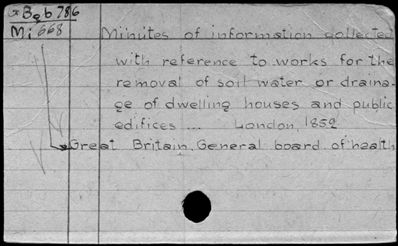 *Bqb 786
Mi 668
Minutes of information collected
with reference to works for the
removal of soil water or draina-
ge of dwelling houses and public
edifices ... London, 1852
Great Britain. General board of health